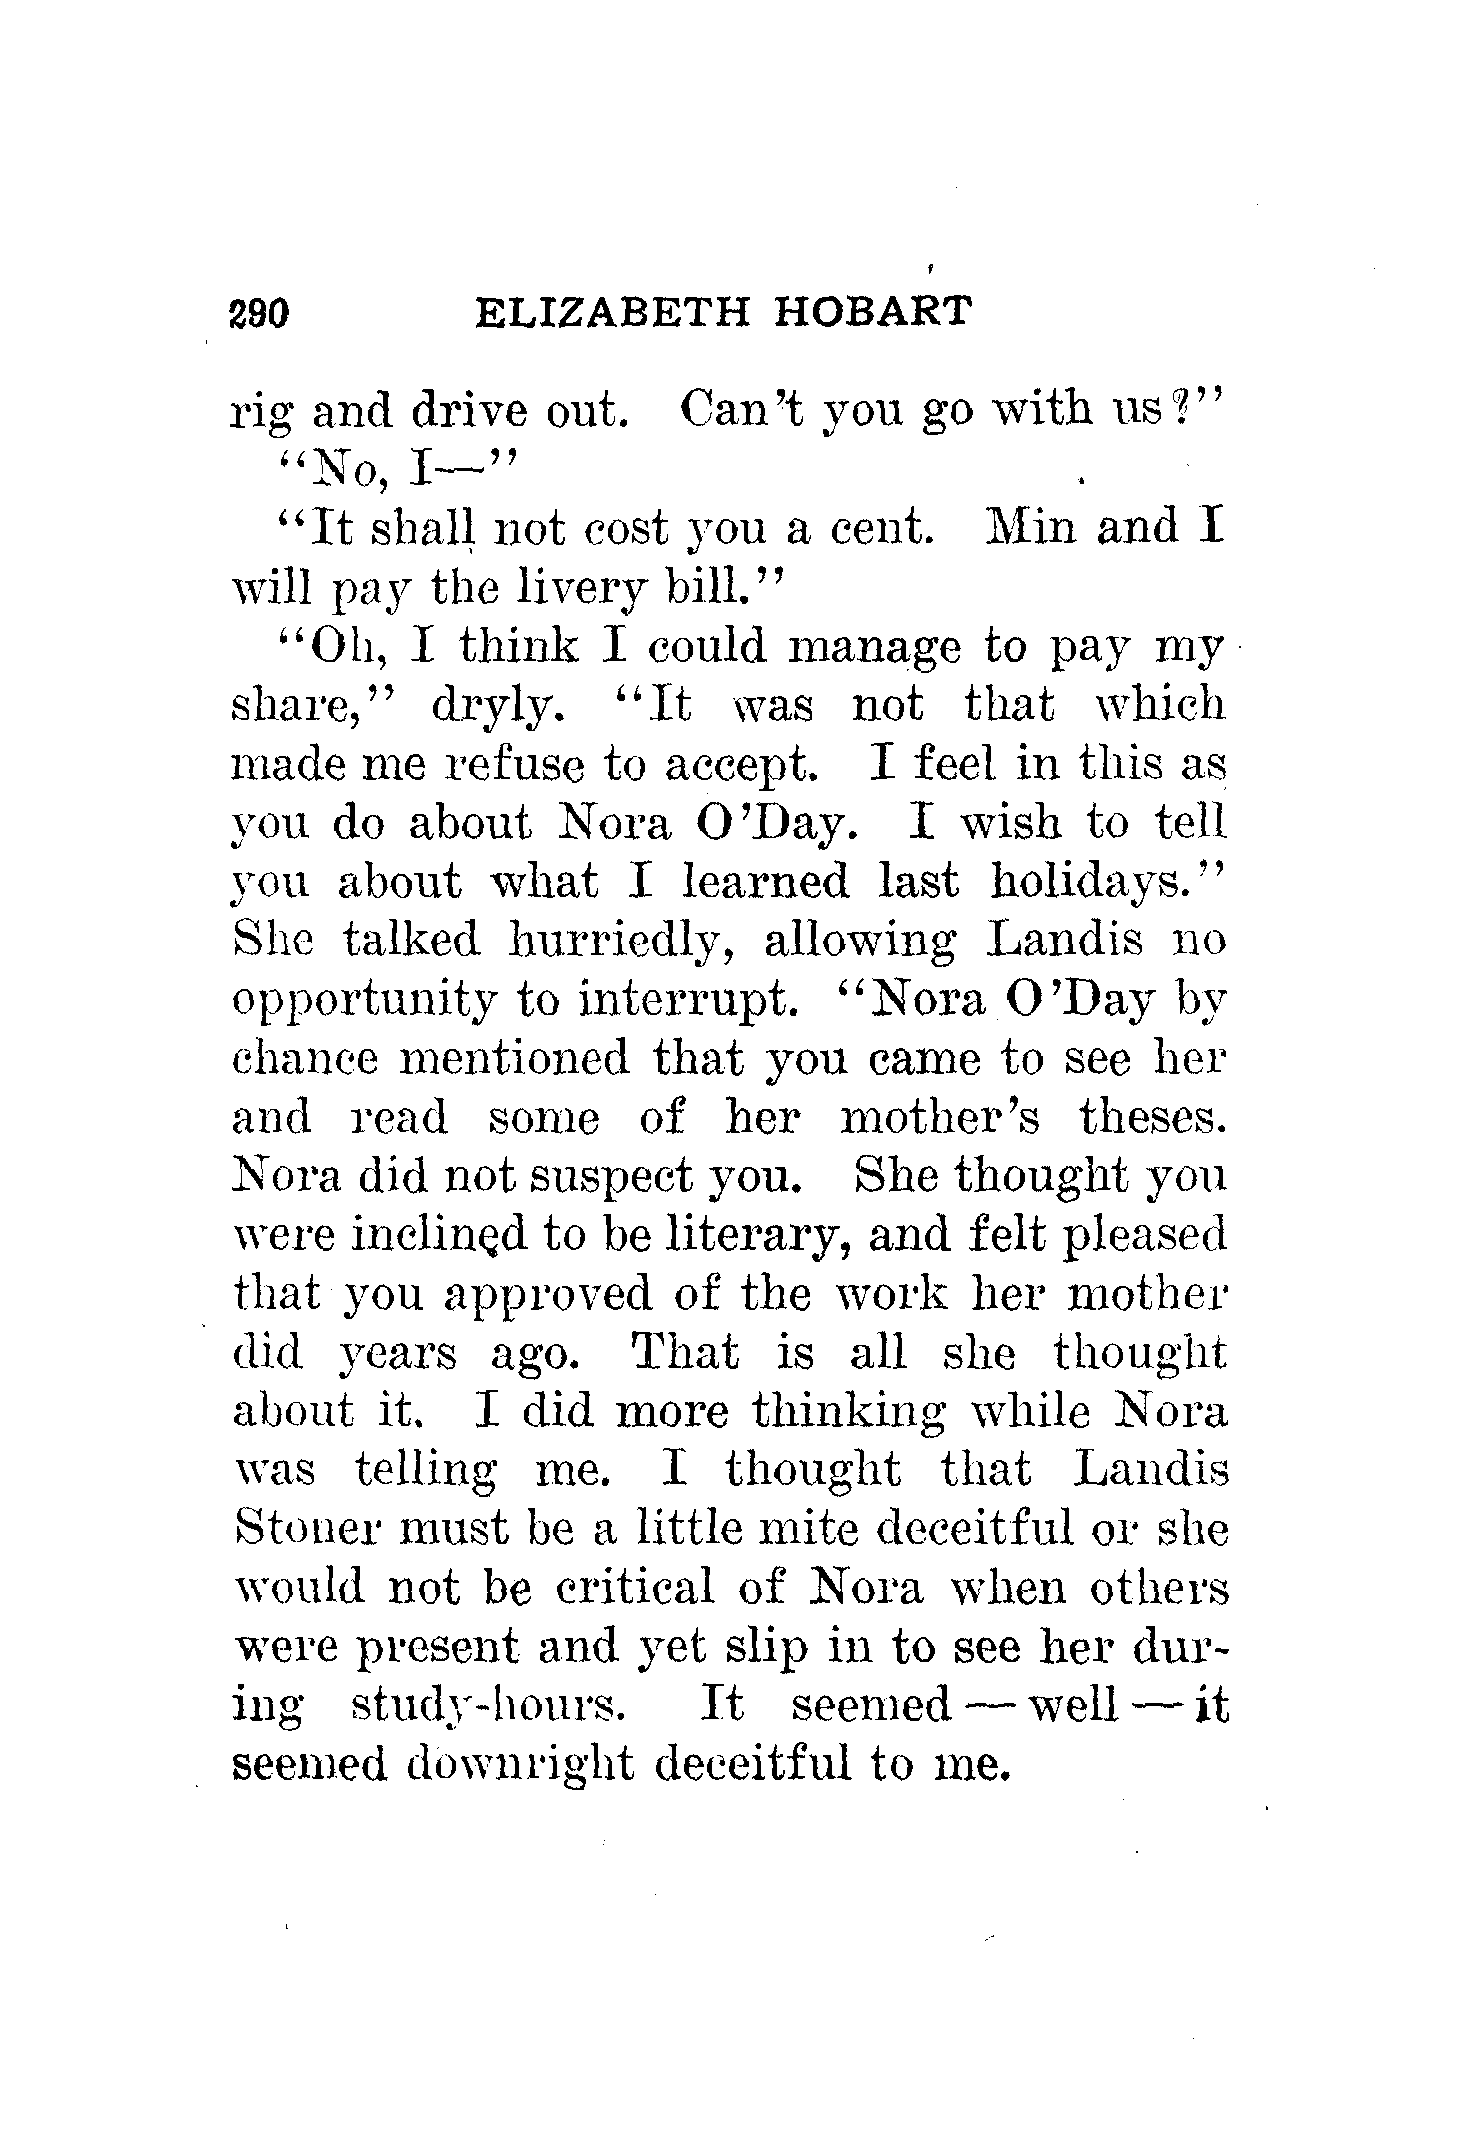 290 ELIZABETH HOBART
rig and drive out. Can't you go with us?"
"No, I—"
"It shall not cost you a cent. Min and I
will pay the livery bill."
"Oh, I think I could manage to pay my
share," dryly. "It was not that which
made me refuse to accept. I feel in this as
you do about Nora O'Day. I wish to tell
you about what I learned last holidays."
She talked hurriedly, allowing Landis no
opportunity to interrupt. "Nora O'Day by
chance mentioned that you came to see her
and read some of her mother's theses.
Nora did not suspect you. She thought you
were inclined to be literary, and felt pleased
that you approved of the work her mother
did years ago. That is all she thought
about it. I did more thinking while Nora
was telling me. I thought that Landis
Stoner must be a little mite deceitful or she
would not be critical of Nora when others
were present and yet slip in to see her dur-
ing study-hours. It seemed — well — it
seemed downright deceitful to me.